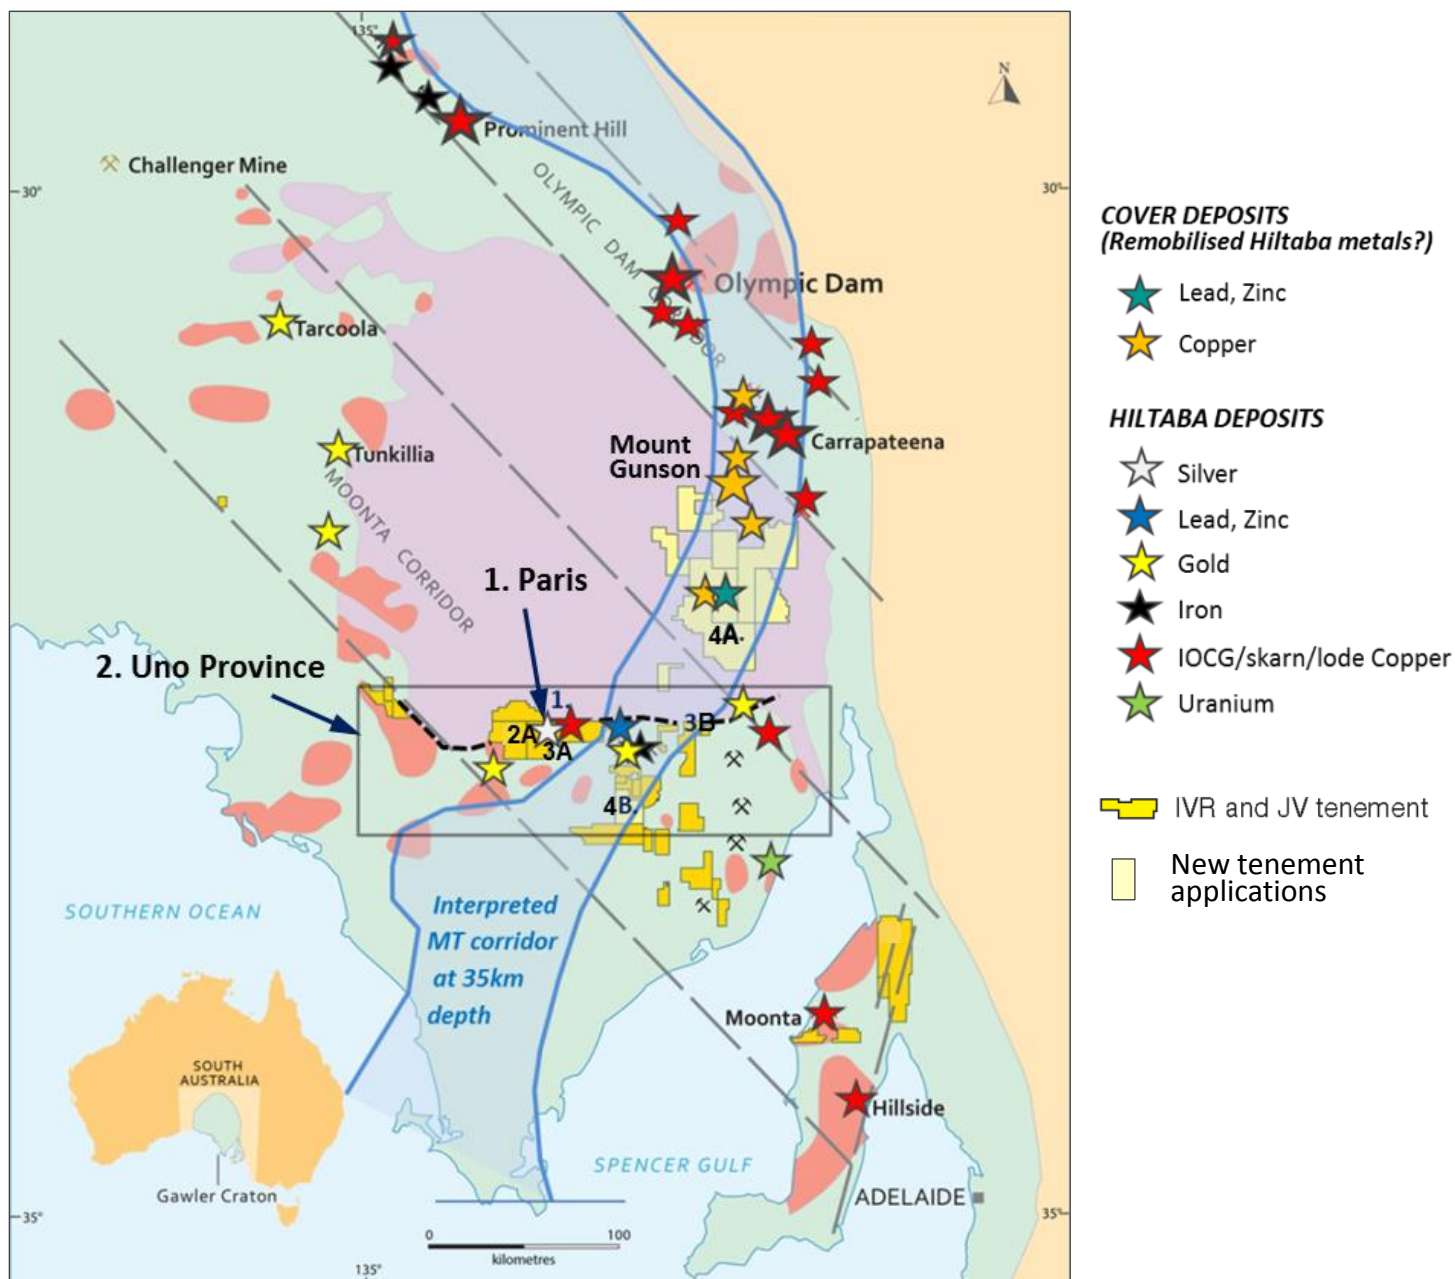 135°
N
Prominent Hill
Challenger Mine
30°
30°
OLYMPIC DAM CORRIDOR
Olympic Dam
Tarcoola
Carrapateena
Mount
Gunson
Tunkillia
MOONTA CORRIDOR
1. Paris
4A.
2. Uno Province
1.
2A
3A
3B
4B.
SOUTHERN OCEAN
Interpreted
MT corridor
at 35km
depth
Moonta
Hillside
SOUTH
AUSTRALIA
Gawler Craton
SPENCER GULF
ADELAIDE
35°
35°
0 100
kilometres
135°
COVER DEPOSITS
(Remobilised Hiltaba metals?)
Lead, Zinc
Copper
HILTABA DEPOSITS
Silver
Lead, Zinc
Gold
Iron
IOCG/skarn/lode Copper
Uranium
IVR and JV tenement
New tenement
applications